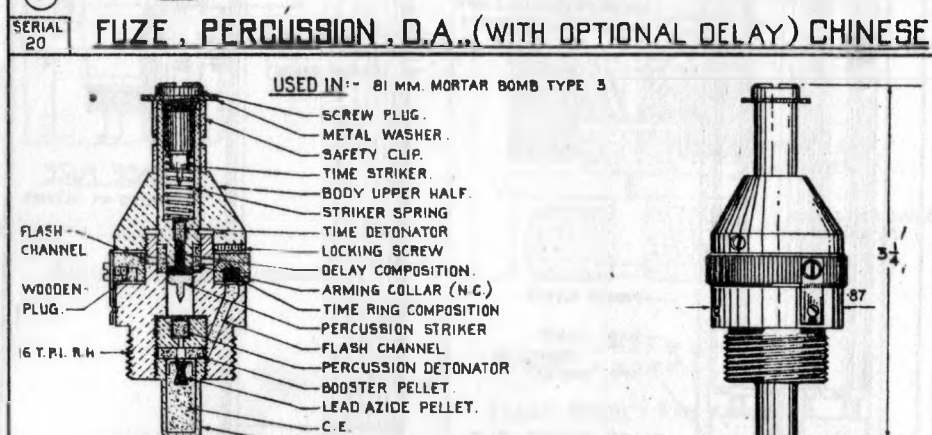 SERIAL
20
FUZE, PERCUSSION, D.A., (WITH OPTIONAL DELAY) CHINESE
USED IN:- 81 MM. MORTAR BOMB TYPE 3
SCREW PLUG.
METAL WASHER.
SAFETY CLIP.
TIME STRIKER.
BODY UPPER HALF.
STRIKER SPRING
TIME DETONATOR
LOCKING SCREW
DELAY COMPOSITION.
ARMING COLLAR (N.C.)
TIME RING COMPOSITION
PERCUSSION STRIKER
FLASH CHANNEL
PERCUSSION DETONATOR
BOOSTER PELLET.
LEAD AZIDE PELLET.
C.E.
FLASH
CHANNEL
WOODEN-
PLUG.
16 T.P.I. R.H
3¼
.87